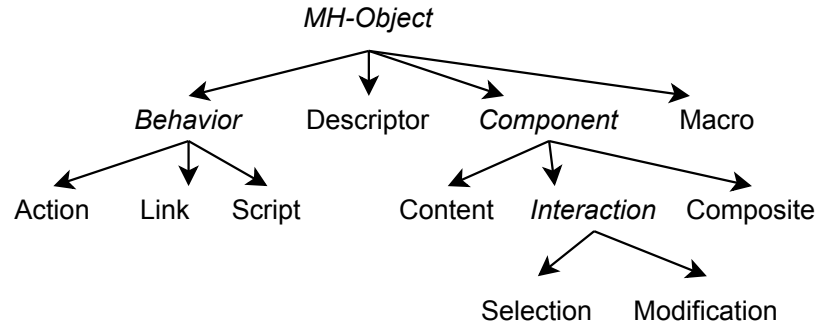 MH-Object
Behavior Descriptor Component Macro
Action Link Script Content Interaction Composite
Selection Modification